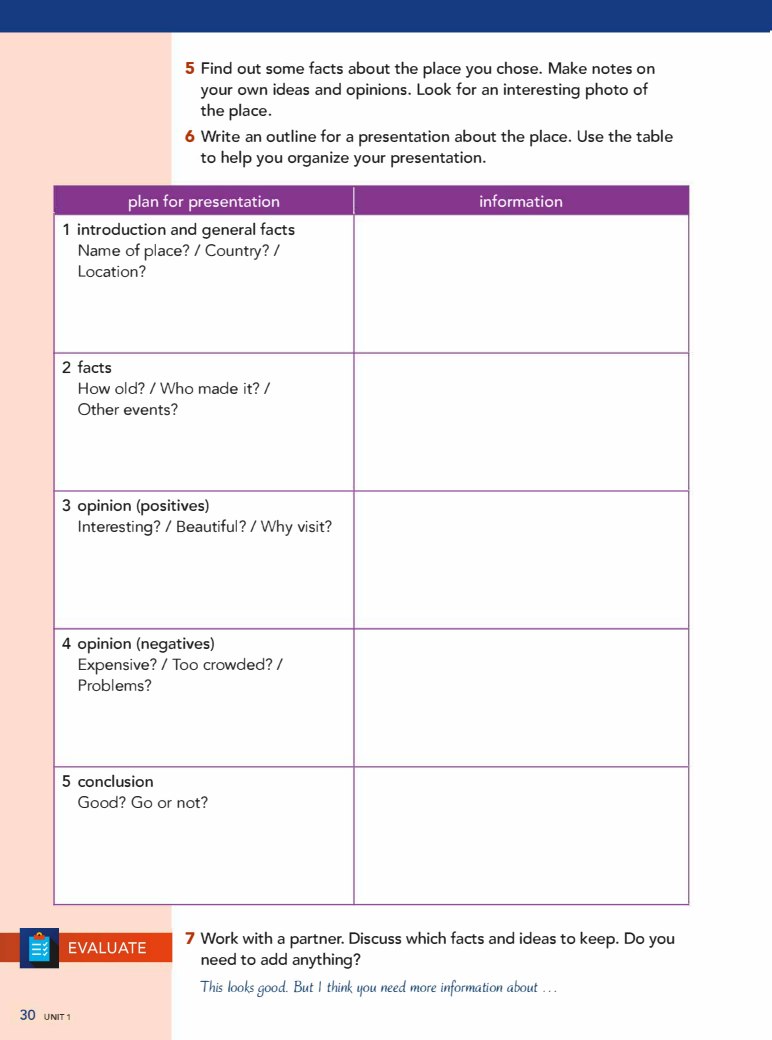 5 Find out some facts about the place you chose. Make notes on
your own ideas and opinions. Look for an interesting photo of
the place.
6 Write an outline for a presentation about the place. Use the table
to help you organize your presentation.
plan for presentation
information
1 introduction and general facts
Name of place? / Country? /
Location?
2 facts
How old? / Who made it? /
Other events?
3 opinion (positives)
Interesting? / Beautiful? / Why visit?
4 opinion (negatives)
Expensive? / Too crowded? /
Problems?
5 conclusion
Good? Go or not?
EVALUATE
7 Work with a partner. Discuss which facts and ideas to keep. Do you
need to add anything?
This looks good. But I think you need more information about ...
30 UNIT 1